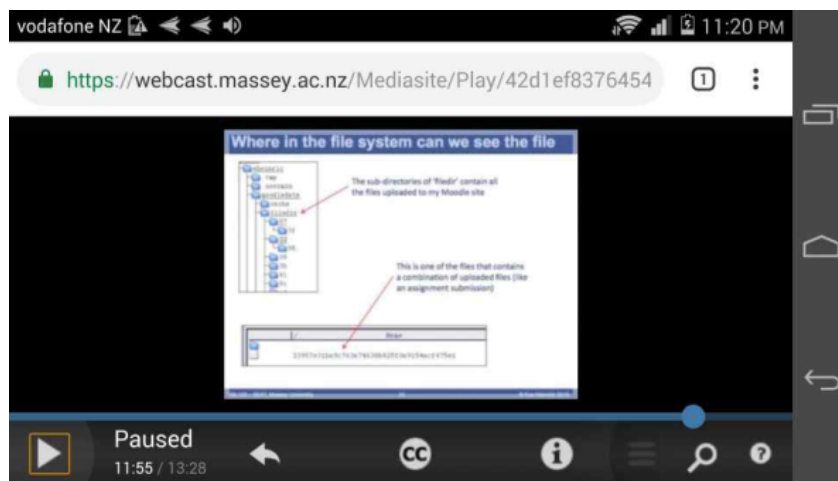 vodafone NZ 11:20 PM
https://webcast.massey.ac.nz/Mediasite/Play/42d1ef8376454 1
Where in the file system can we see the file
The sub-directories of 'filedir' contain all
the files uploaded to my Moodle site
This is one of the files that contains
a combination of uploaded files (like
an assignment submission)
Paused
11:55 / 13:28
CC